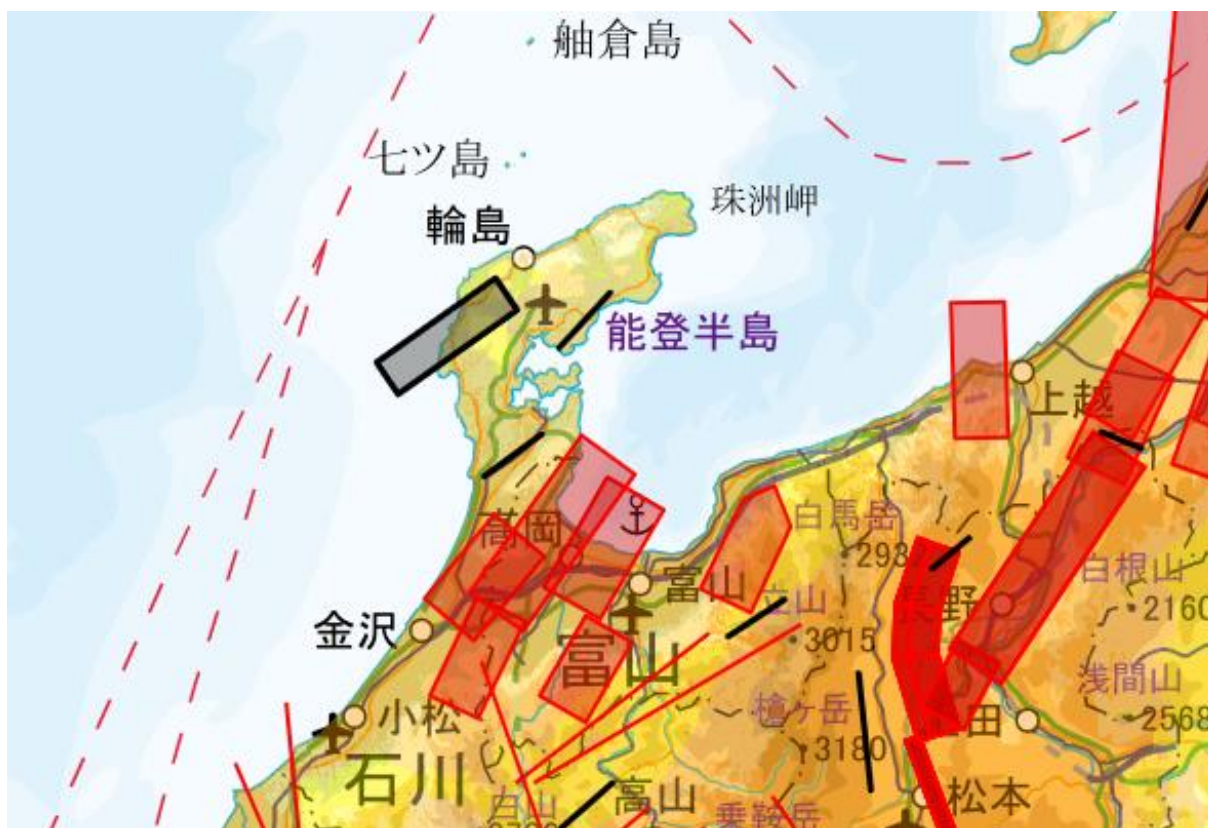 舳倉島
七ツ島
珠洲岬
輪島
能登半島
上越
高岡
白馬岳
293
富山
立山
長野
白根山
2160
金沢
3015
富山
浅間山
2568
小松
槍ヶ岳
3180
田
石川
白山
高山
乗鞍岳
松本